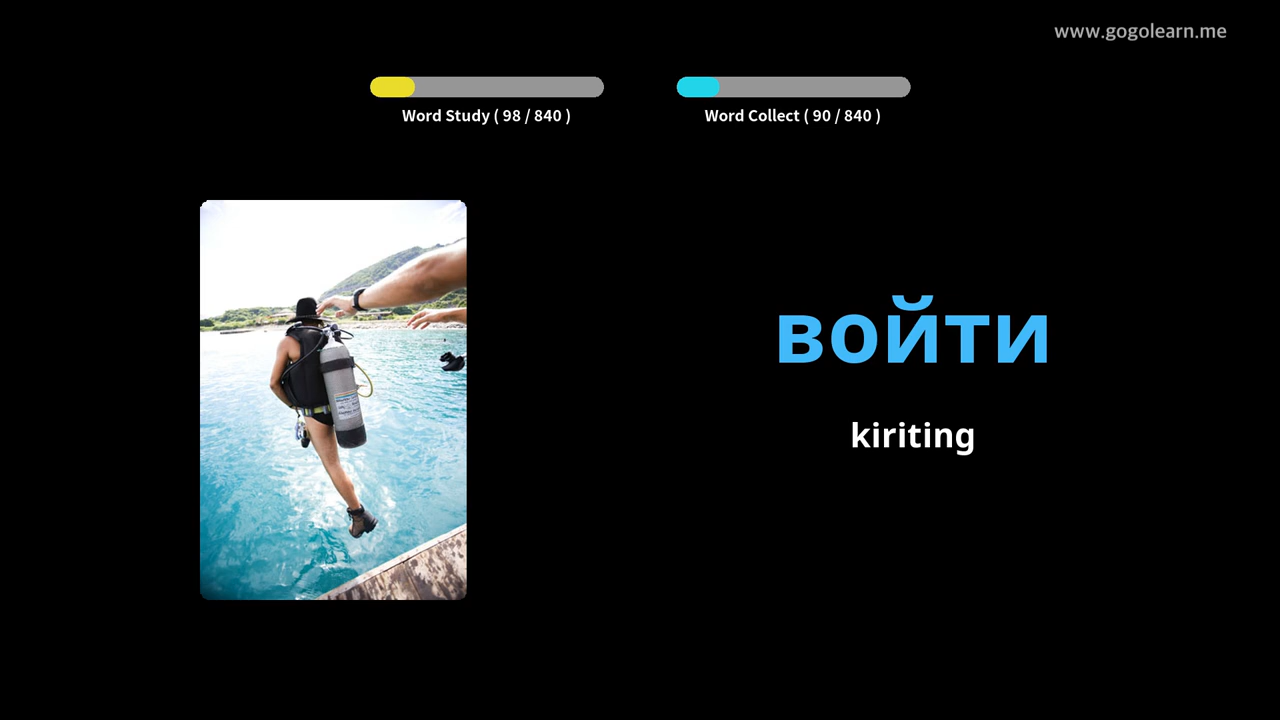 www.gogolearn.me
Word Study ( 98 / 840 )
Word Collect ( 90 / 840 )
войти
kiriting